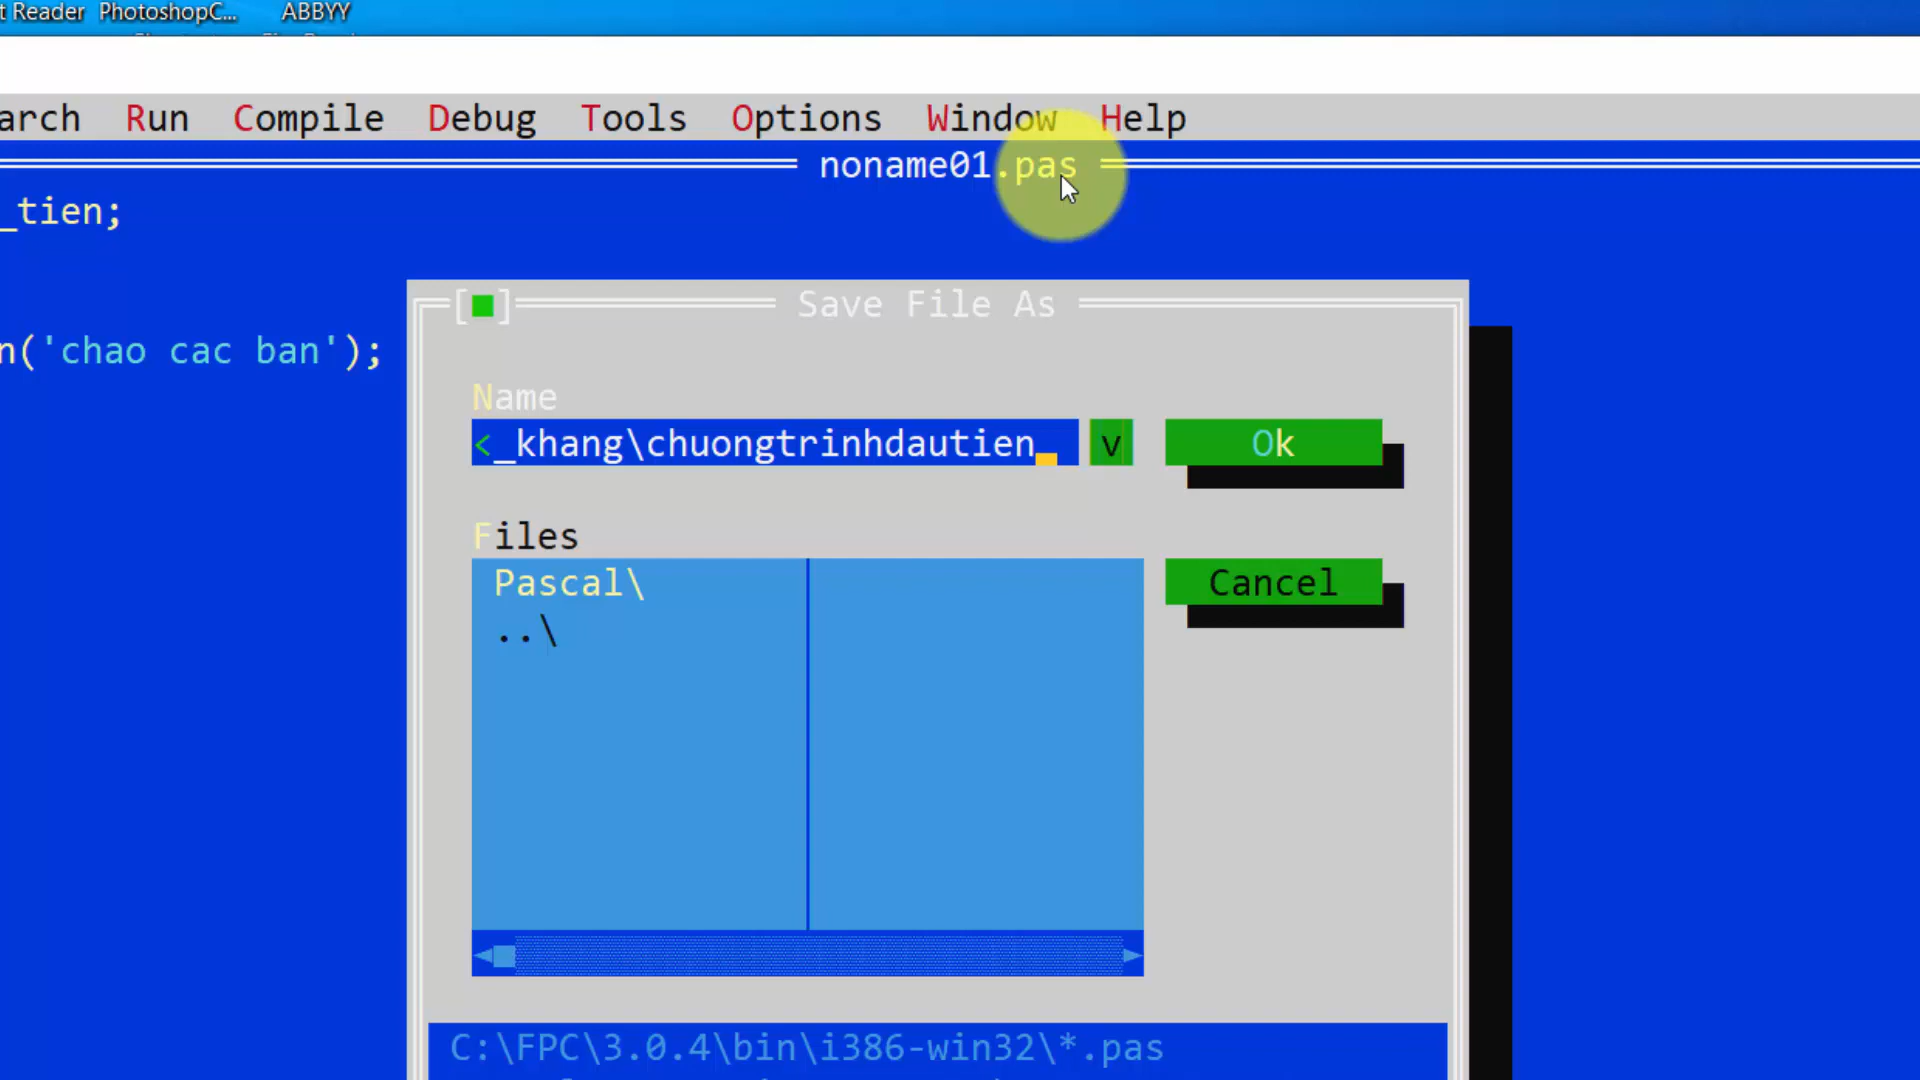 t Reader PhotoshopC... ABBYY
arch Run Compile Debug Tools Options Window Help
noname01.pas
_tien;
n('chao cac ban');
[■] Save File As
Name
<_khang\chuongtrinhdautien_ v Ok
Files
Pascal\ Cancel
..\
C:\FPC\3.0.4\bin\i386-win32\*.pas